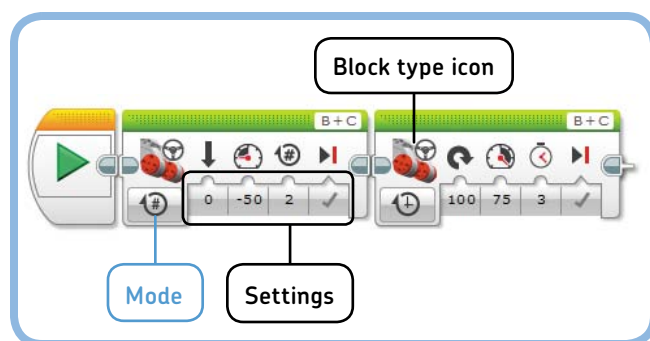 Block type icon
B+C
B+C
#
0 -50 2
100 75 3
#
Mode
Settings